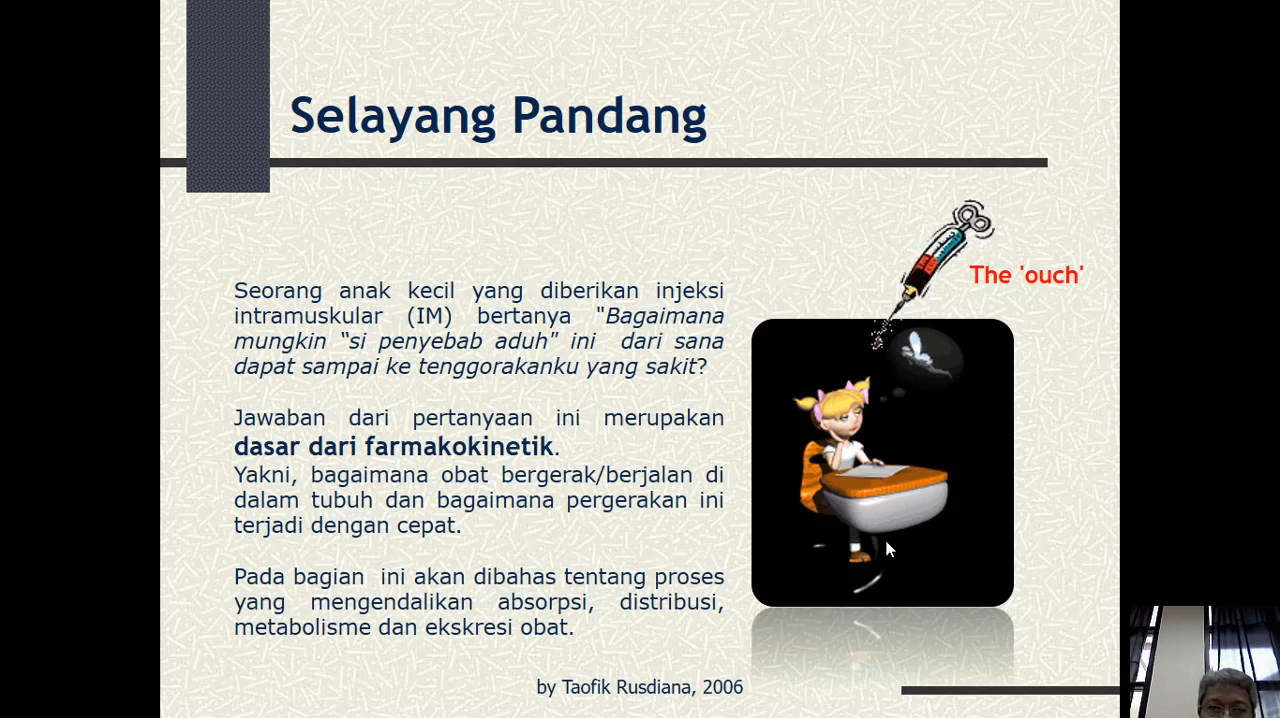 Selayang Pandang
The 'ouch'
Seorang anak kecil yang diberikan injeksi
intramuskular (IM) bertanya "Bagaimana
mungkin “si penyebab aduh” ini dari sana
dapat sampai ke tenggorakanku yang sakit?
Jawaban dari pertanyaan ini merupakan
dasar dari farmakokinetik.
Yakni, bagaimana obat bergerak/berjalan di
dalam tubuh dan bagaimana pergerakan ini
terjadi dengan cepat.
Pada bagian ini akan dibahas tentang proses
yang mengendalikan absorpsi, distribusi,
metabolisme dan ekskresi obat.
by Taofik Rusdiana, 2006